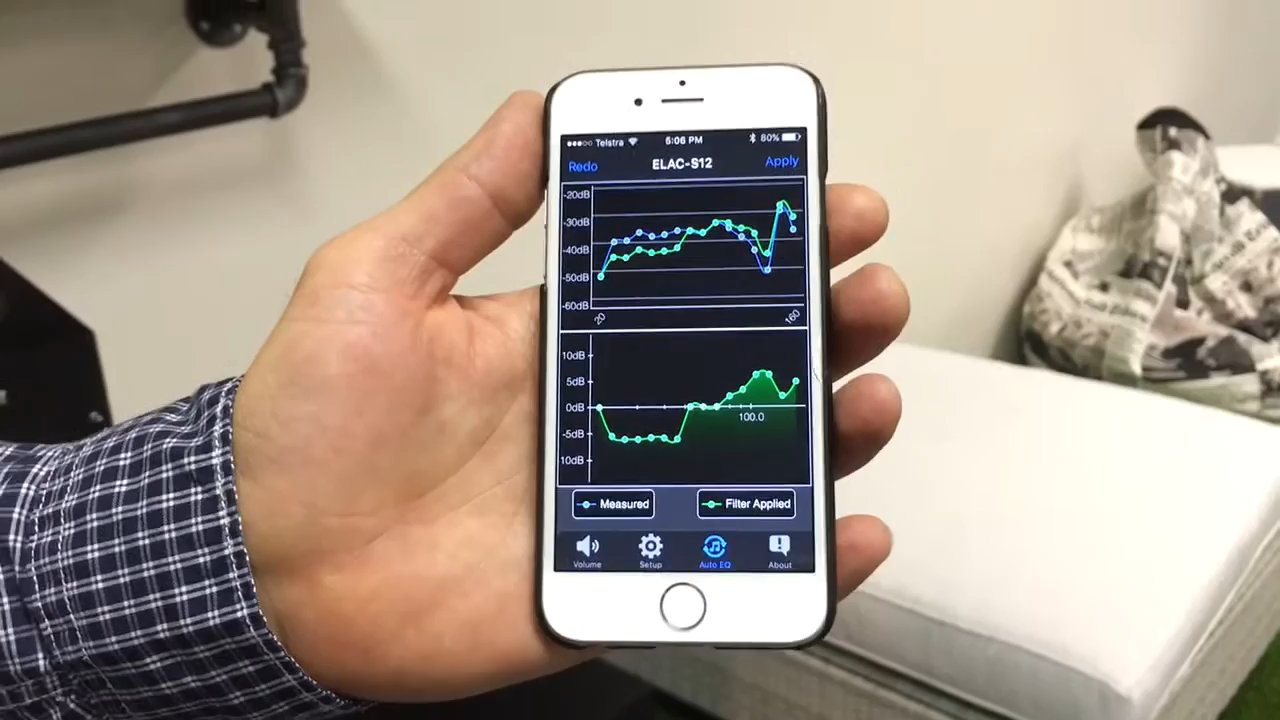 Telstra 5:06 PM 80%
Redo ELAC-S12 Apply
-20dB
-30dB
-40dB
-50dB
-60dB
20 160
10dB
5dB
0dB
100.0
-5dB
10dB
Measured Filter Applied
Volume Setup Auto EQ About